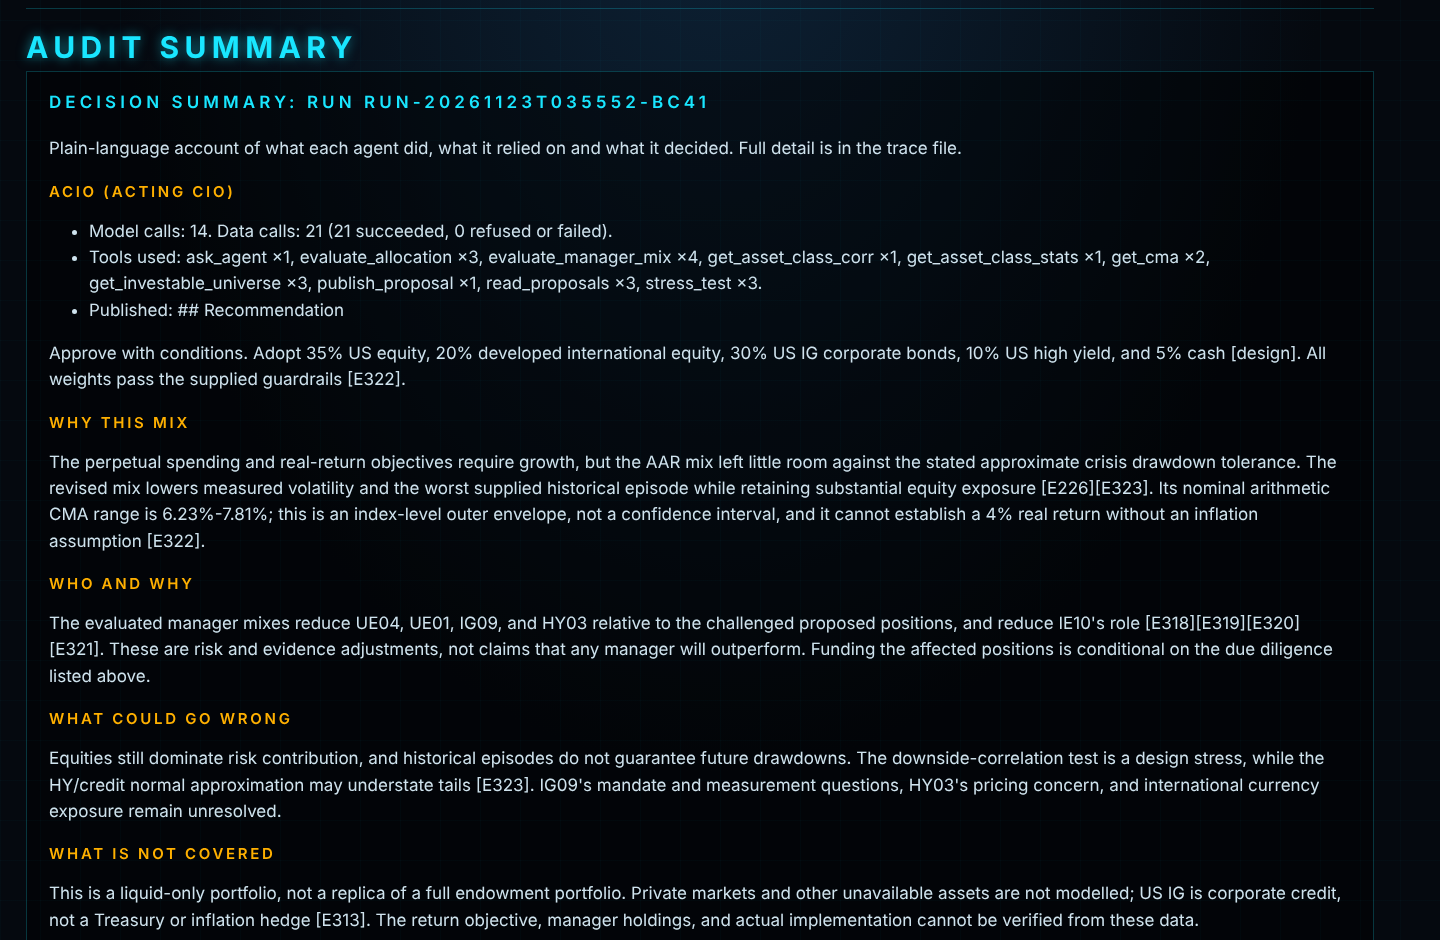 AUDIT SUMMARY
DECISION SUMMARY: RUN RUN-20261123T035552-BC41
Plain-language account of what each agent did, what it relied on and what it decided. Full detail is in the trace file.
ACIO (ACTING CIO)
• Model calls: 14. Data calls: 21 (21 succeeded, 0 refused or failed).
• Tools used: ask_agent ×1, evaluate_allocation ×3, evaluate_manager_mix ×4, get_asset_class_corr ×1, get_asset_class_stats ×1, get_cma ×2,
get_investable_universe ×3, publish_proposal ×1, read_proposals ×3, stress_test ×3.
• Published: ## Recommendation
Approve with conditions. Adopt 35% US equity, 20% developed international equity, 30% US IG corporate bonds, 10% US high yield, and 5% cash [design]. All
weights pass the supplied guardrails [E322].
WHY THIS MIX
The perpetual spending and real-return objectives require growth, but the AAR mix left little room against the stated approximate crisis drawdown tolerance. The
revised mix lowers measured volatility and the worst supplied historical episode while retaining substantial equity exposure [E226][E323]. Its nominal arithmetic
CMA range is 6.23%-7.81%; this is an index-level outer envelope, not a confidence interval, and it cannot establish a 4% real return without an inflation
assumption [E322].
WHO AND WHY
The evaluated manager mixes reduce UE04, UE01, IG09, and HY03 relative to the challenged proposed positions, and reduce IE10's role [E318][E319][E320]
[E321]. These are risk and evidence adjustments, not claims that any manager will outperform. Funding the affected positions is conditional on the due diligence
listed above.
WHAT COULD GO WRONG
Equities still dominate risk contribution, and historical episodes do not guarantee future drawdowns. The downside-correlation test is a design stress, while the
HY/credit normal approximation may understate tails [E323]. IG09's mandate and measurement questions, HY03's pricing concern, and international currency
exposure remain unresolved.
WHAT IS NOT COVERED
This is a liquid-only portfolio, not a replica of a full endowment portfolio. Private markets and other unavailable assets are not modelled; US IG is corporate credit,
not a Treasury or inflation hedge [E313]. The return objective, manager holdings, and actual implementation cannot be verified from these data.